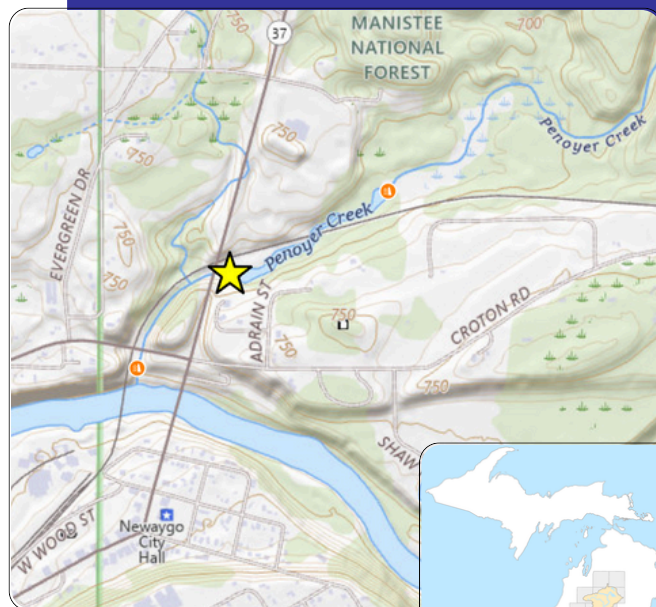 37
MANISTEE
NATIONAL
FOREST
700
Penoyer Creek
750
EVERGREEN DR
750
750
Penoyer Creek
750
ADRAIN ST
750
CROTON RD
750
750
SHAW
W WOOD ST
Newaygo
City
Hall